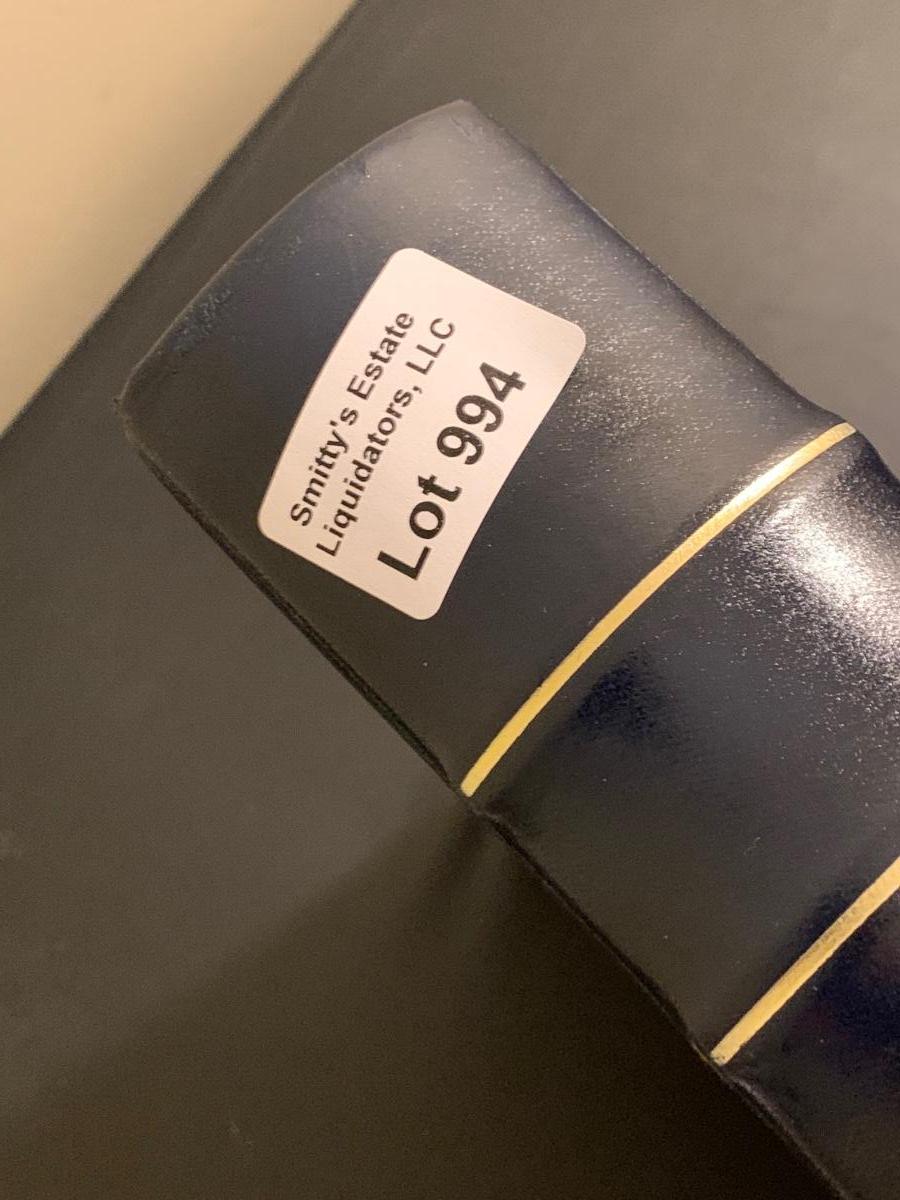 Smitty's Estate
Liquidators, LLC
Lot 994